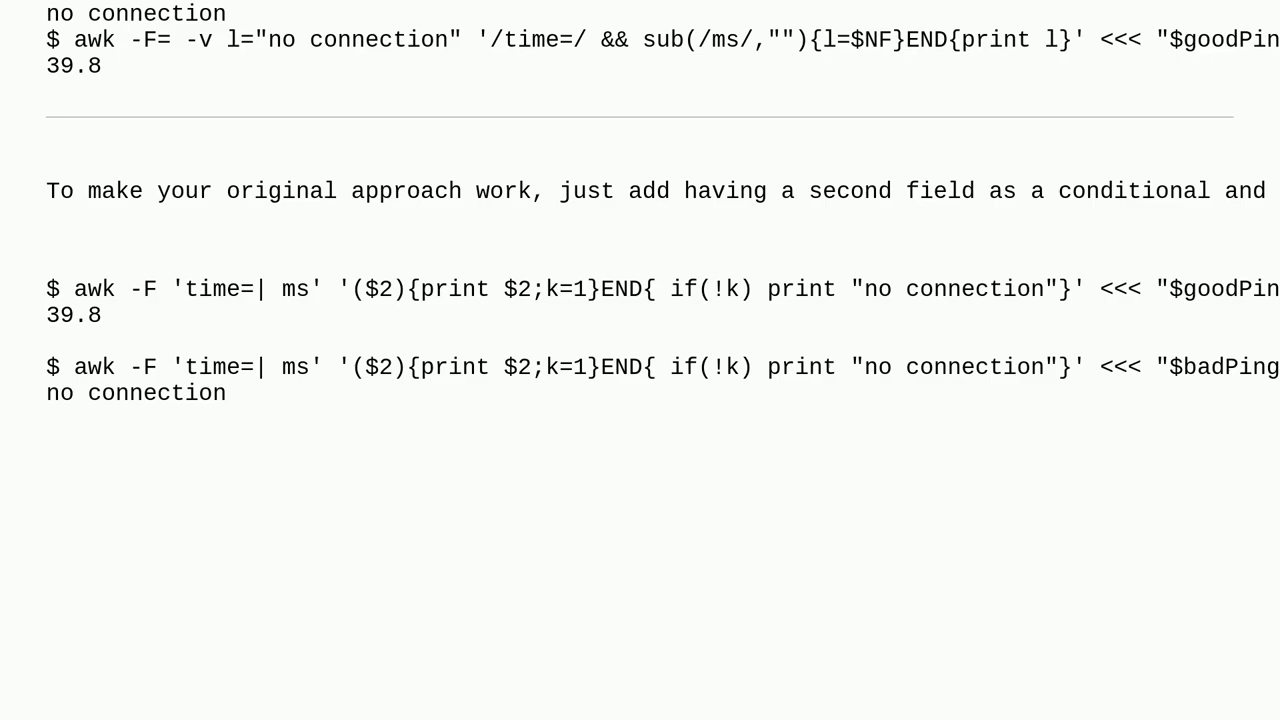 no connection
$ awk -F= -v l="no connection" '/time=/ && sub(/ms/,""){l=$NF}END{print l}' <<< "$goodPin
39.8
To make your original approach work, just add having a second field as a conditional and
$ awk -F 'time=| ms' '($2){print $2;k=1}END{ if(!k) print "no connection"}' <<< "$goodPin
39.8
$ awk -F 'time=| ms' '($2){print $2;k=1}END{ if(!k) print "no connection"}' <<< "$badPing
no connection